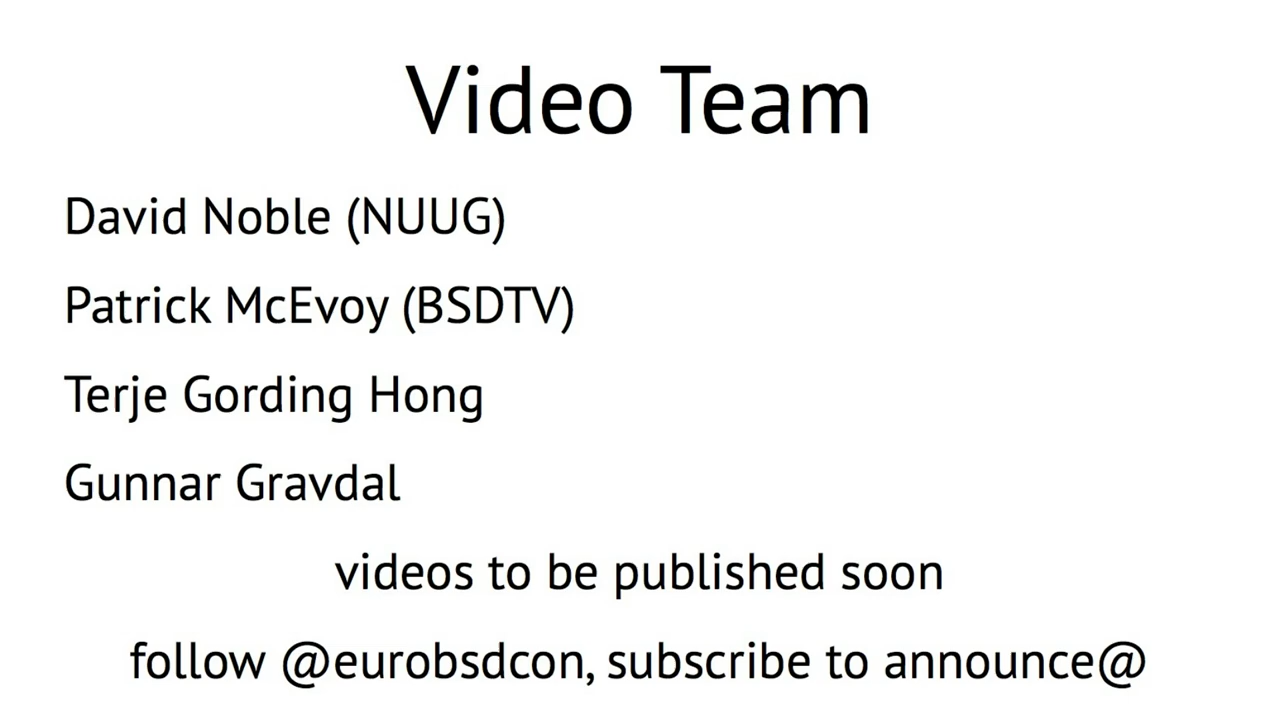 Video Team
David Noble (NUUG)
Patrick McEvoy (BSDTV)
Terje Gording Hong
Gunnar Gravdal
videos to be published soon
follow @eurobsdcon, subscribe to announce@